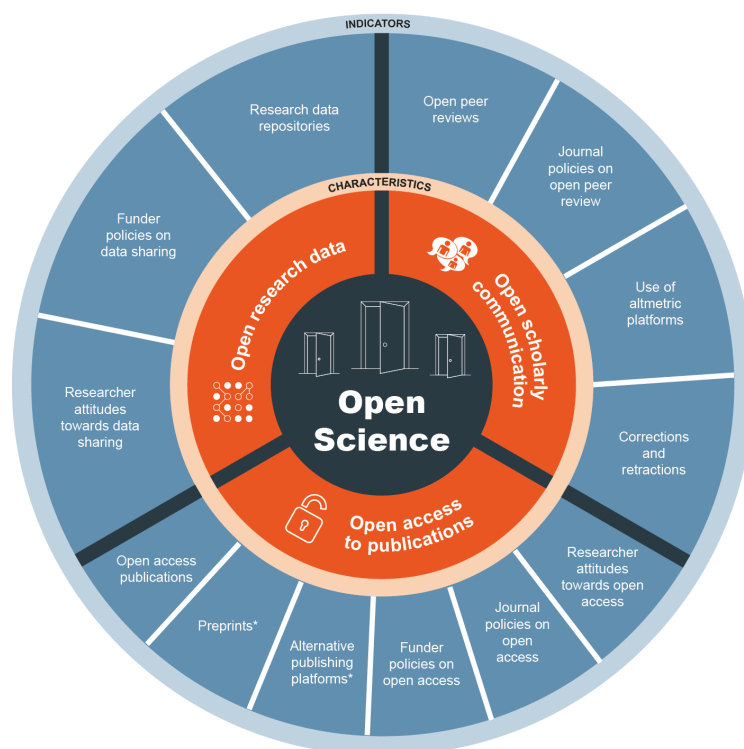 INDICATORS
Research data
repositories
Open peer
reviews
Journal
policies on
open peer
review
Funder
policies on
data sharing
Use of
altmetric
platforms
Researcher
attitudes
towards data
sharing
Corrections
and
retractions
CHARACTERISTICS
Open research data
Open scholarly
communication
Open
Science
Open access
to publications
Open access
publications
Preprints*
Alternative
publishing
platforms*
Funder
policies on
open access
Journal
policies on
open
access
Researcher
attitudes
towards open
access